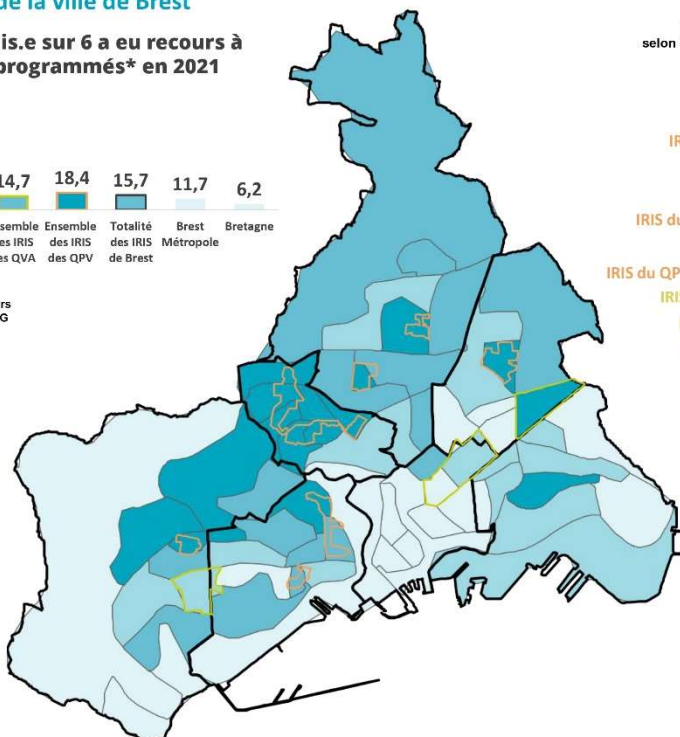 de la ville de Brest
is.e sur 6 a eu recours à
programmés* en 2021
14,7 18,4 15,7 11,7 6,2
semble Ensemble Totalité Brest Bretagne
es IRIS des IRIS des IRIS Métropole
es QVA des QPV de Brest
rs
G
selon
IR
IRIS du
IRIS du QP
IRI